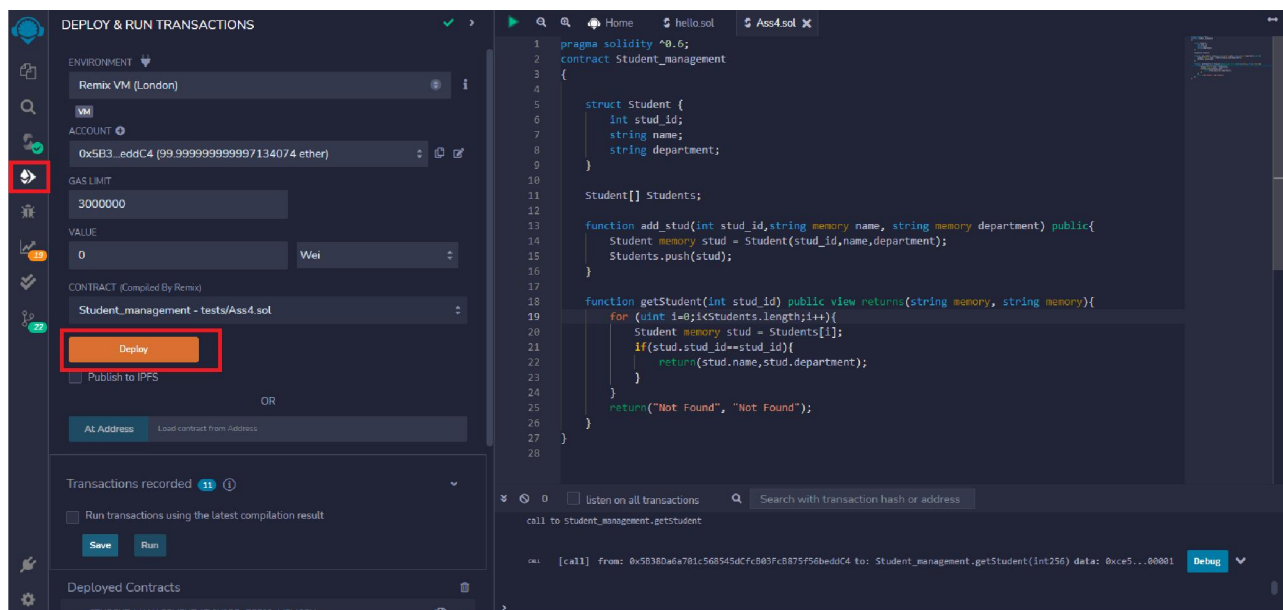 DEPLOY & RUN TRANSACTIONS
ENVIRONMENT
Remix VM (London)
VM
ACCOUNT
0x5B3...eddC4 (99.999999999997134074 ether)
GAS LIMIT
3000000
VALUE
0
Wei
CONTRACT (Compiled By Remix)
Student_management - tests/Ass4.sol
Deploy
Publish to IPFS
OR
At Address
Load contract from Address
Transactions recorded 11
Run transactions using the latest compilation result
Save
Run
Deployed Contracts
19
22
Home
hello.sol
Ass4.sol
1 pragma solidity ^0.6;
2 contract Student_management
3 {
4
5 struct Student {
6 int stud_id;
7 string name;
8 string department;
9 }
10
11 Student[] Students;
12
13 function add_stud(int stud_id,string memory name, string memory department) public{
14 Student memory stud = Student(stud_id,name,department);
15 Students.push(stud);
16 }
17
18 function getStudent(int stud_id) public view returns(string memory, string memory){
19 for (uint i=0;i<Students.length;i++){
20 Student memory stud = Students[i];
21 if(stud.stud_id==stud_id){
22 return(stud.name,stud.department);
23 }
24 }
25 return("Not Found", "Not Found");
26 }
27 }
28
0
listen on all transactions
Search with transaction hash or address
call to Student_management.getStudent
CALL [call] from: 0x5B38Da6a701c568545dCfcB03FcB875f56beddC4 to: Student_management.getStudent(int256) data: 0xce5...00001
Debug
>